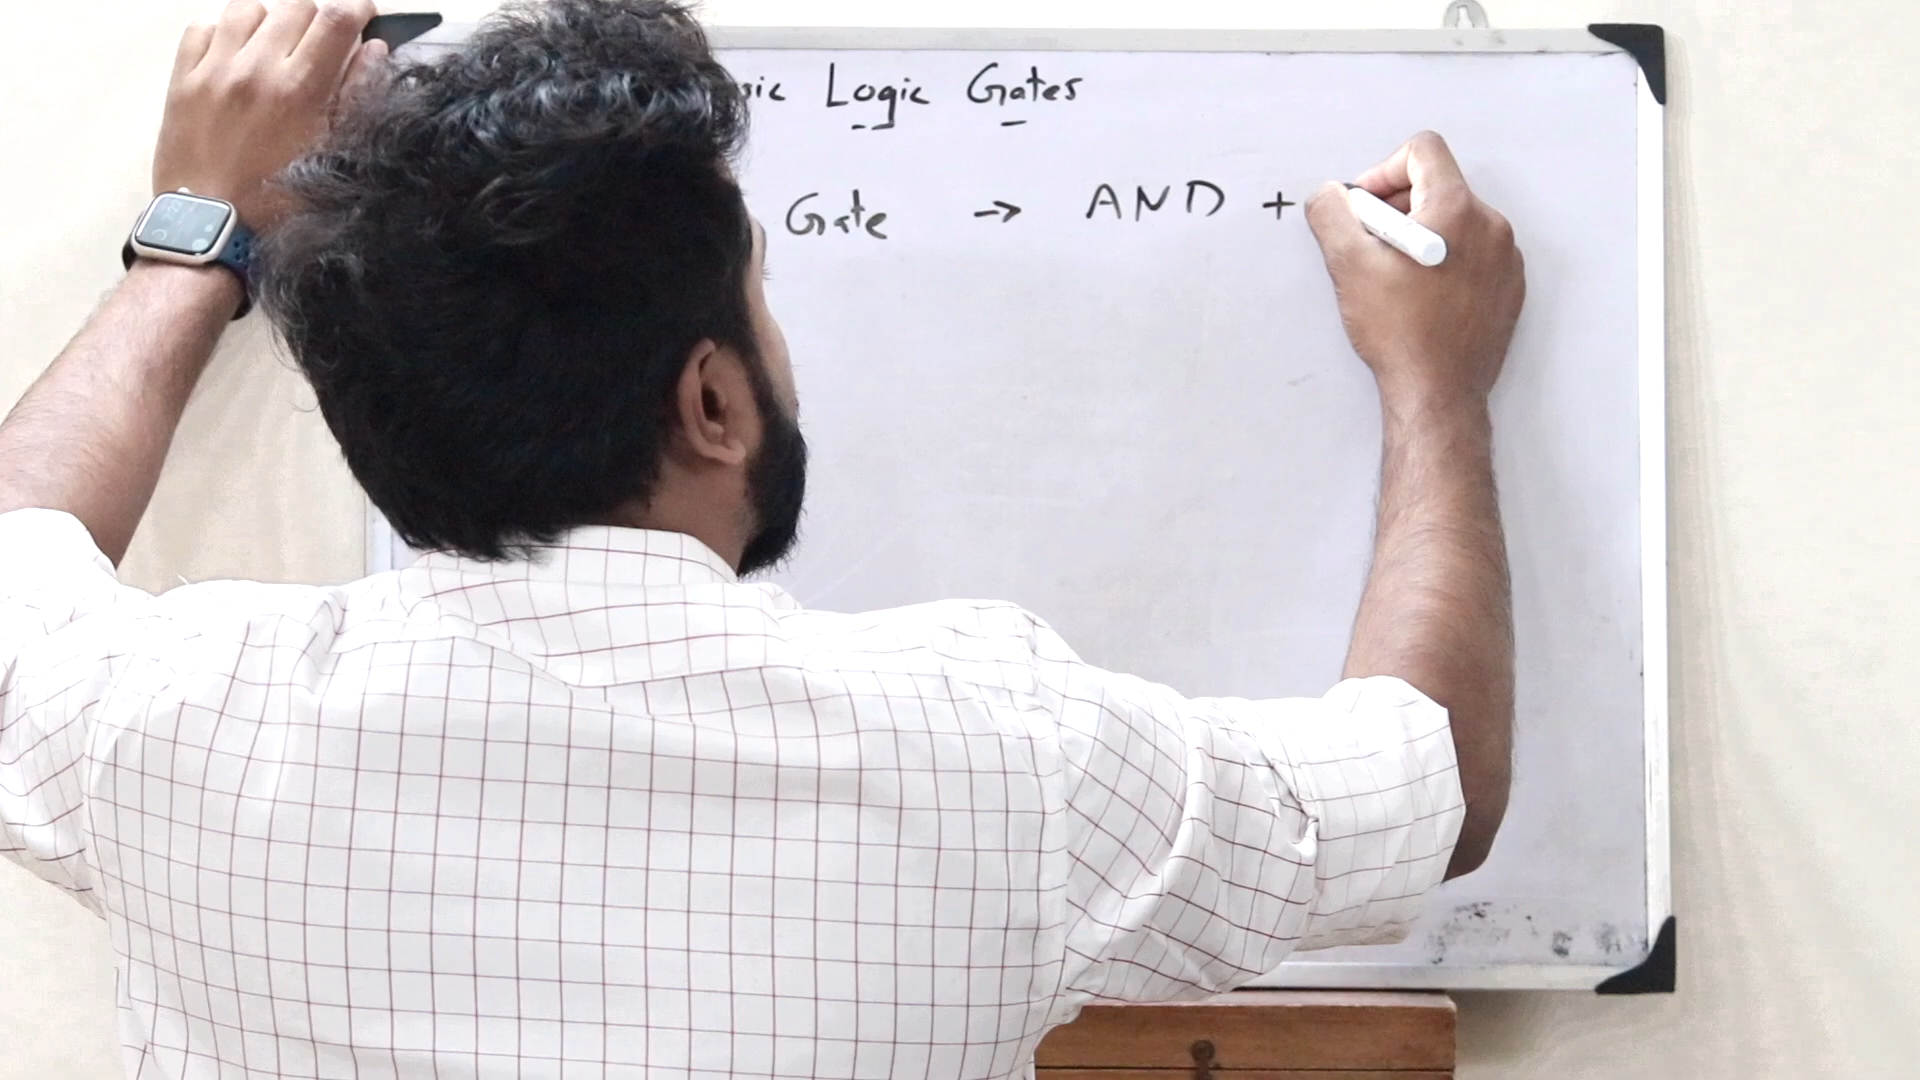 Logic Gates
Gate → AND +